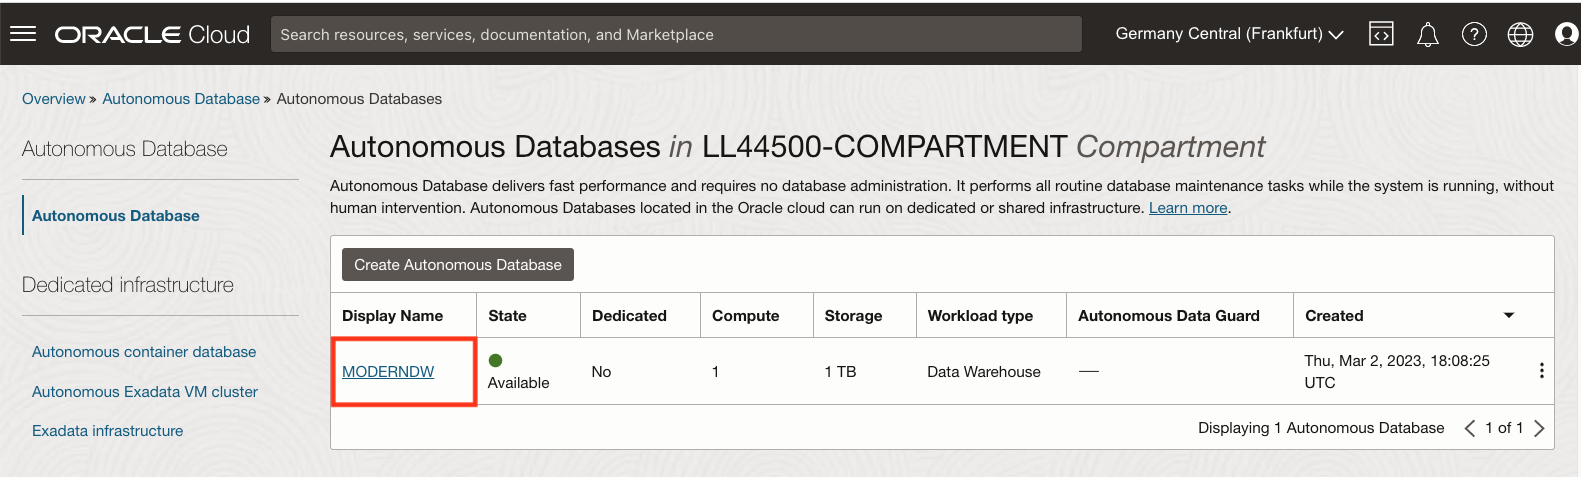 ORACLE Cloud
Search resources, services, documentation, and Marketplace
Germany Central (Frankfurt)
Overview » Autonomous Database » Autonomous Databases
Autonomous Database
Autonomous Database
Dedicated infrastructure
Autonomous container database
Autonomous Exadata VM cluster
Exadata infrastructure
Autonomous Databases in LL44500-COMPARTMENT Compartment
Autonomous Database delivers fast performance and requires no database administration. It performs all routine database maintenance tasks while the system is running, without
human intervention. Autonomous Databases located in the Oracle cloud can run on dedicated or shared infrastructure. Learn more.
Create Autonomous Database
Display Name State Dedicated Compute Storage Workload type Autonomous Data Guard Created
MODERNDW Available No 1 1 TB Data Warehouse — Thu, Mar 2, 2023, 18:08:25
UTC
Displaying 1 Autonomous Database 1 of 1